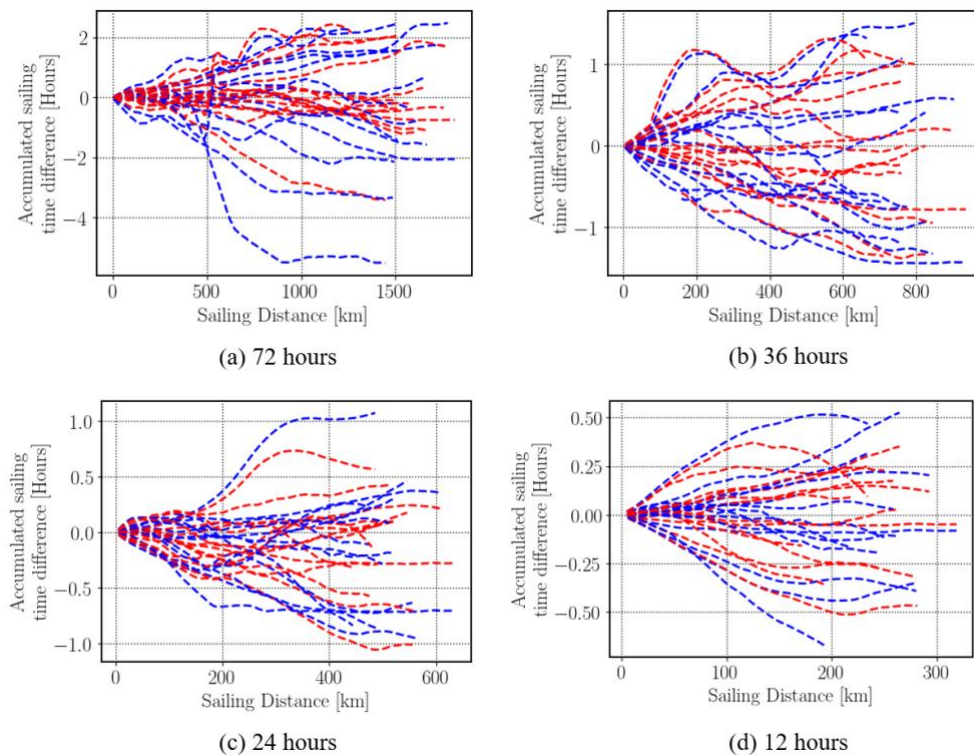 Accumulated sailing
time difference [Hours]
2
0
−2
−4
0
500
1000
1500
Sailing Distance [km]
(a) 72 hours
Accumulated sailing
time difference [Hours]
1
0
−1
0
200
400
600
800
Sailing Distance [km]
(b) 36 hours
Accumulated sailing
time difference [Hours]
1.0
0.5
0.0
−0.5
−1.0
0
200
400
600
Sailing Distance [km]
(c) 24 hours
Accumulated sailing
time difference [Hours]
0.50
0.25
0.00
−0.25
−0.50
0
100
200
300
Sailing Distance [km]
(d) 12 hours